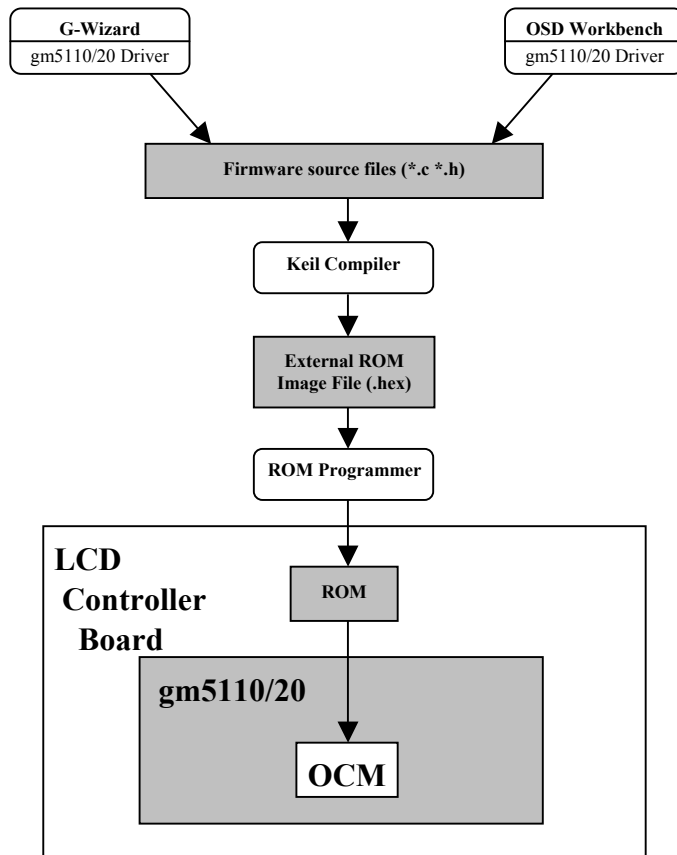 G-Wizard
gm5110/20 Driver
OSD Workbench
gm5110/20 Driver
Firmware source files (*.c *.h)
Keil Compiler
External ROM
Image File (.hex)
ROM Programmer
LCD
Controller
Board
ROM
gm5110/20
OCM